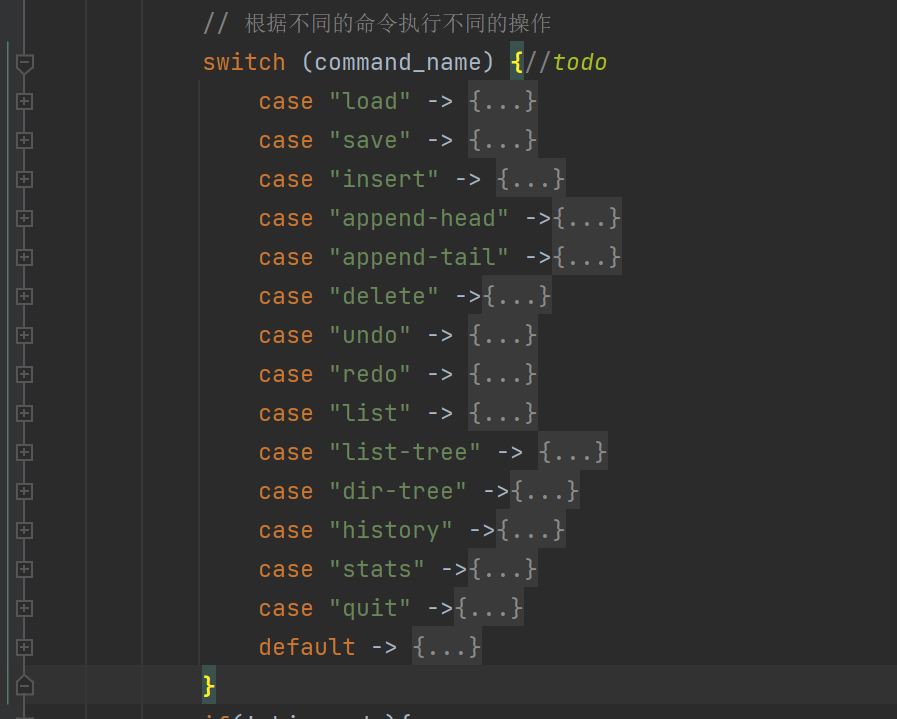 // 根据不同的命令执行不同的操作
switch (command_name) {//todo
case "load" -> {...}
case "save" -> {...}
case "insert" -> {...}
case "append-head" ->{...}
case "append-tail" ->{...}
case "delete" ->{...}
case "undo" -> {...}
case "redo" -> {...}
case "list" -> {...}
case "list-tree" -> {...}
case "dir-tree" ->{...}
case "history" ->{...}
case "stats" ->{...}
case "quit" ->{...}
default -> {...}
}